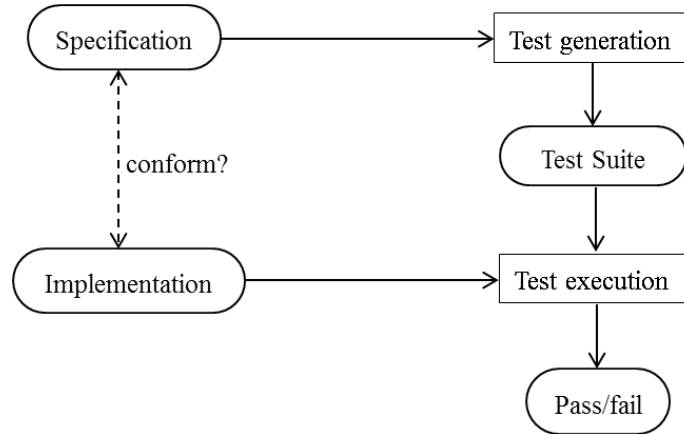 Specification
Test generation
conform?
Test Suite
Implementation
Test execution
Pass/fail